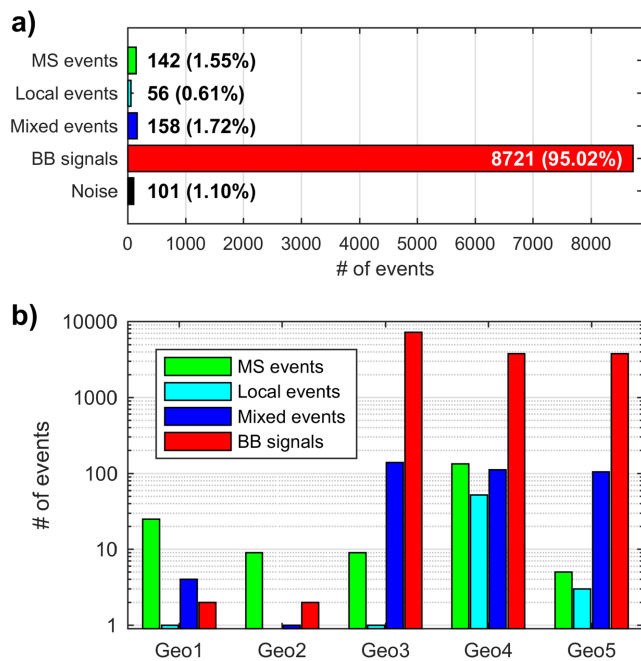 a)
MS events 142 (1.55%)
Local events 56 (0.61%)
Mixed events 158 (1.72%)
BB signals 8721 (95.02%)
Noise 101 (1.10%)
0 1000 2000 3000 4000 5000 6000 7000 8000
# of events
b)
10000
1000
100
10
1
# of events
MS events
Local events
Mixed events
BB signals
Geo1 Geo2 Geo3 Geo4 Geo5